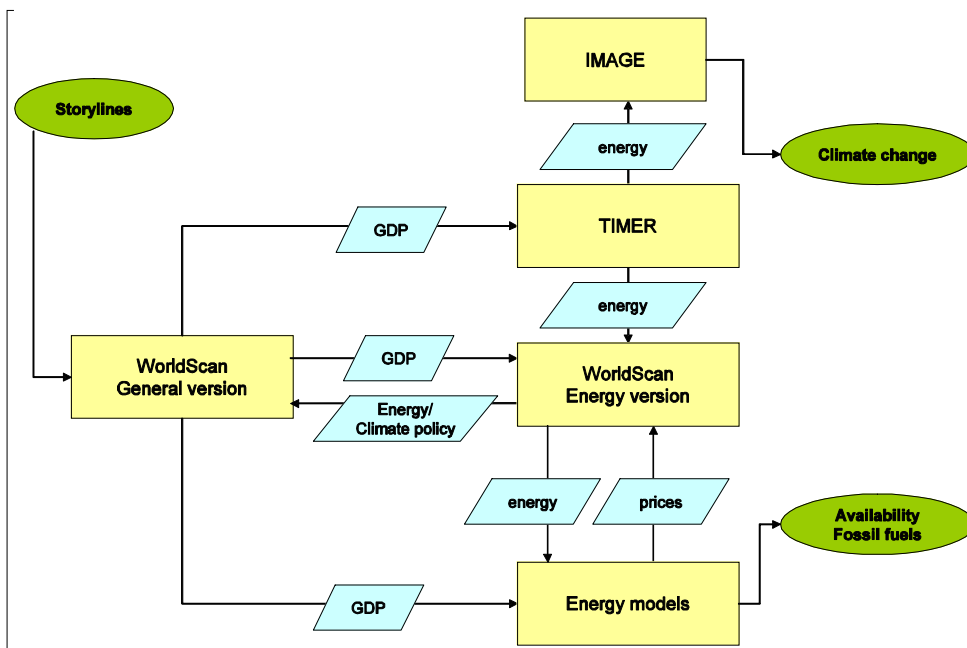 IMAGE
Storylines
energy
Climate change
GDP
TIMER
energy
WorldScan
General version
GDP
WorldScan
Energy version
Energy/
Climate policy
energy
prices
Availability
Fossil fuels
GDP
Energy models